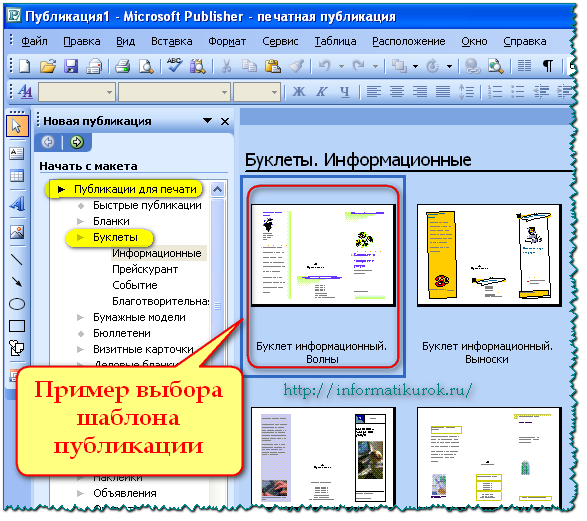 Публикация1 - Microsoft Publisher - печатная публикация
Файл Правка Вид Вставка Формат Сервис Таблица Расположение Окно Справка
Ж К Ч
Новая публикация
Начать с макета
Публикации для печати
Быстрые публикации
Бланки
Буклеты
Информационные
Прейскурант
Событие
Благотворительная
Бумажные модели
Бюллетени
Визитные карточки
Деловые бланки
Наклейки
Объявления
Буклеты. Информационные
Буклет информационный.
Волны
Буклет информационный.
Выноски
http://informatikurok.ru/
Пример выбора
шаблона
публикации